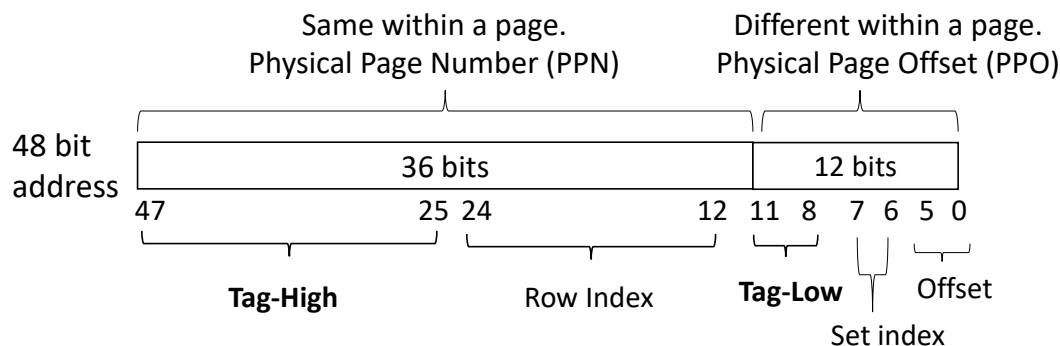 Same within a page.
Physical Page Number (PPN)
Different within a page.
Physical Page Offset (PPO)
48 bit
address
36 bits
12 bits
47 25 24 12 11 8 7 6 5 0
Tag-High
Row Index
Tag-Low
Offset
Set index